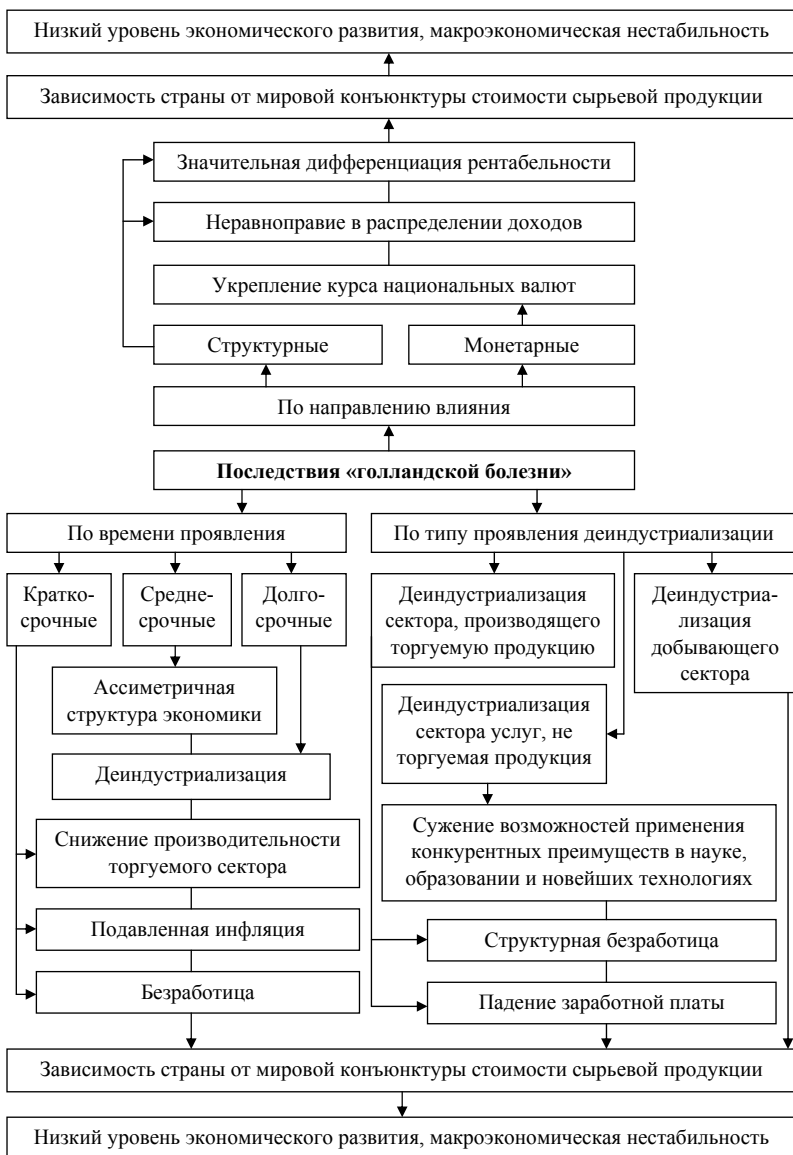 Низкий уровень экономического развития, макроэкономическая нестабильность
Зависимость страны от мировой конъюнктуры стоимости сырьевой продукции
Значительная дифференциация рентабельности
Неравноправие в распределении доходов
Укрепление курса национальных валют
Структурные
Монетарные
По направлению влияния
Последствия «голландской болезни»
По времени проявления
Кратко-
срочные
Средне-
срочные
Долго-
срочные
Ассиметричная
структура экономики
Деиндустриализация
Снижение производительности
торгуемого сектора
Подавленная инфляция
Безработица
По типу проявления деиндустриализации
Деиндустриализация
сектора, производящего
торгуемую продукцию
Деиндустриа-
лизация
добывающего
сектора
Деиндустриализация
сектора услуг, не
торгуемая продукция
Сужение возможностей применения
конкурентных преимуществ в науке,
образовании и новейших технологиях
Структурная безработица
Падение заработной платы
Зависимость страны от мировой конъюнктуры стоимости сырьевой продукции
Низкий уровень экономического развития, макроэкономическая нестабильность